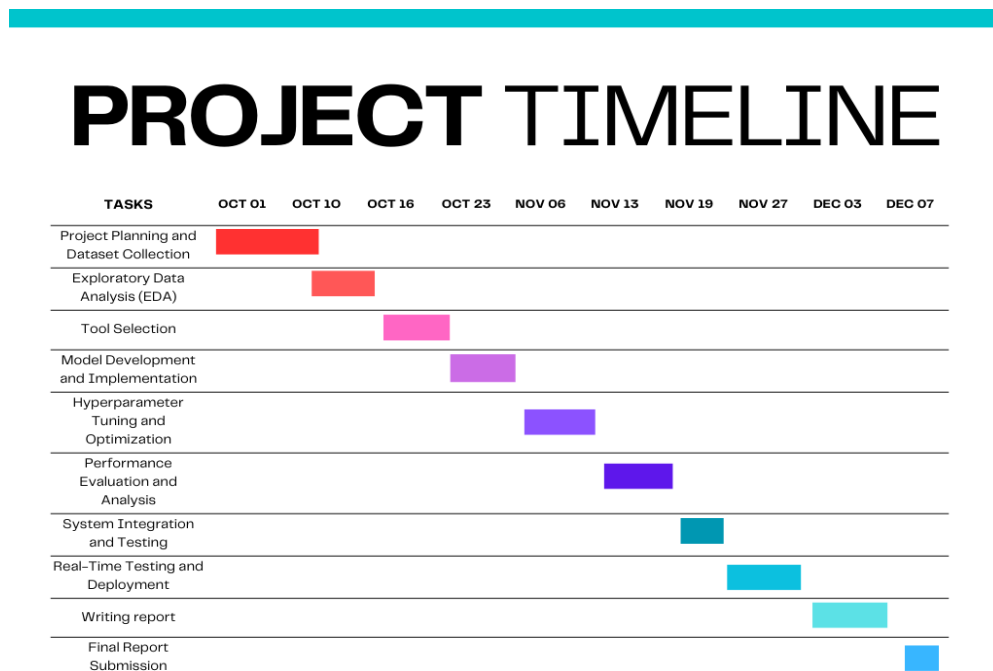 PROJECT TIMELINE
TASKS OCT 01 OCT 10 OCT 16 OCT 23 NOV 06 NOV 13 NOV 19 NOV 27 DEC 03 DEC 07
Project Planning and
Dataset Collection
Exploratory Data
Analysis (EDA)
Tool Selection
Model Development
and Implementation
Hyperparameter
Tuning and
Optimization
Performance
Evaluation and
Analysis
System Integration
and Testing
Real-Time Testing and
Deployment
Writing report
Final Report
Submission